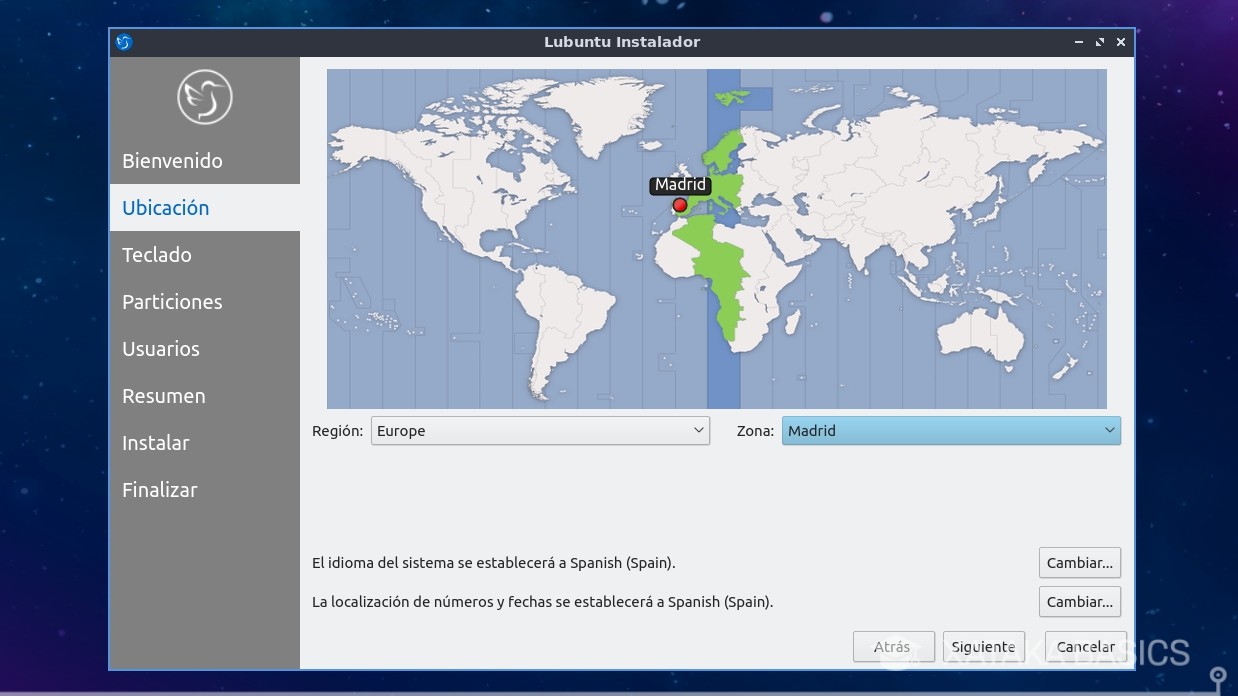 Lubuntu Instalador
Bienvenido
Ubicación
Teclado
Particiones
Usuarios
Resumen
Instalar
Finalizar
Madrid
Región: Europe Zona: Madrid
El idioma del sistema se establecerá a Spanish (Spain). Cambiar...
La localización de números y fechas se establecerá a Spanish (Spain). Cambiar...
Atrás Siguiente Cancelar
XATAKA BASICS